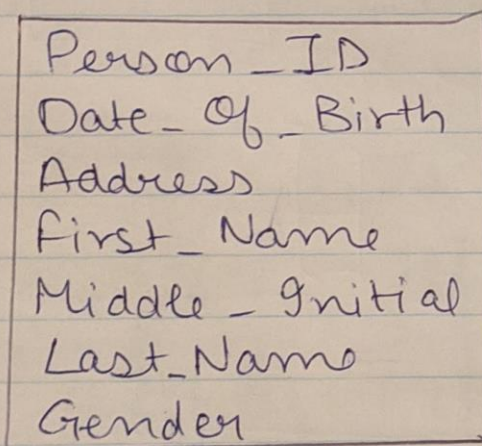 Person_ID
Date_Of_Birth
Address
First_Name
Middle_Initial
Last_Name
Gender